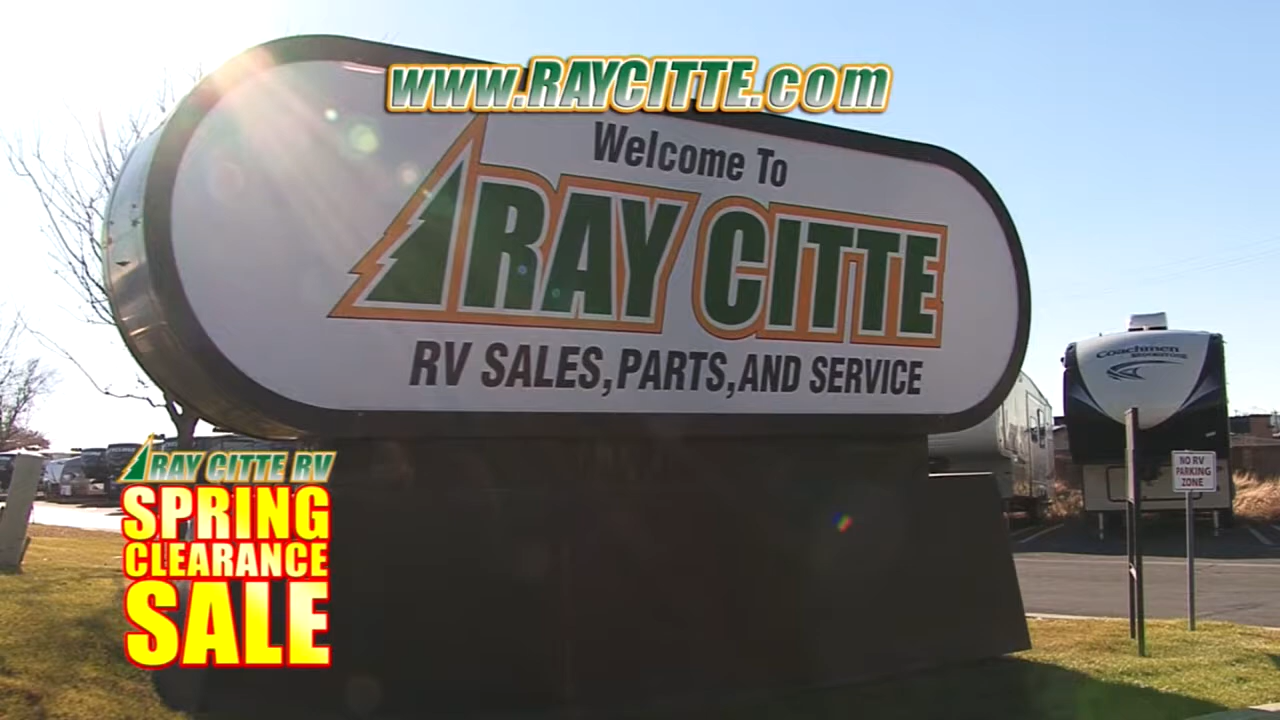 www.RAYCITTE.com
Welcome To
RAY CITTE
RV SALES, PARTS, AND SERVICE
Coachmen
BROOKSTONE
NO RV
PARKING
ZONE
RAY CITTE RV
SPRING
CLEARANCE
SALE